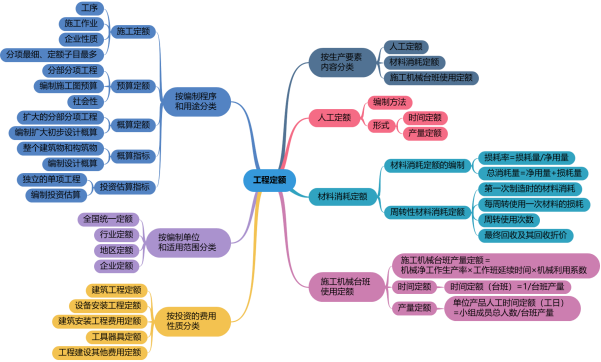 工程定额
按编制程序
和用途分类
施工定额
工序
施工作业
企业性质
分项最细、定额子目最多
预算定额
分部分项工程
编制施工图预算
社会性
概算定额
扩大的分部分项工程
编制扩大初步设计概算
概算指标
整个建筑物和构筑物
编制设计概算
投资估算指标
独立的单项工程
编制投资估算
按编制单位
和适用范围分类
全国统一定额
行业定额
地区定额
企业定额
按投资的费用
性质分类
建筑工程定额
设备安装工程定额
建筑安装工程费用定额
工器具定额
工程建设其他费用定额
按生产要素
内容分类
人工定额
材料消耗定额
施工机械台班使用定额
人工定额
编制方法
形式
时间定额
产量定额
材料消耗定额
材料消耗定额的编制
损耗率=损耗量/净用量
总消耗量=净用量+损耗量
周转性材料消耗定额
第一次制造时的材料消耗
每周转使用一次材料的损耗
周转使用次数
最终回收及其回收折价
施工机械台班
使用定额
施工机械台班产量定额 =
机械净工作生产率×工作班延续时间×机械利用系数
时间定额
时间定额（台班）=1/台班产量
产量定额
单位产品人工时间定额（工日）
=小组成员总人数/台班产量